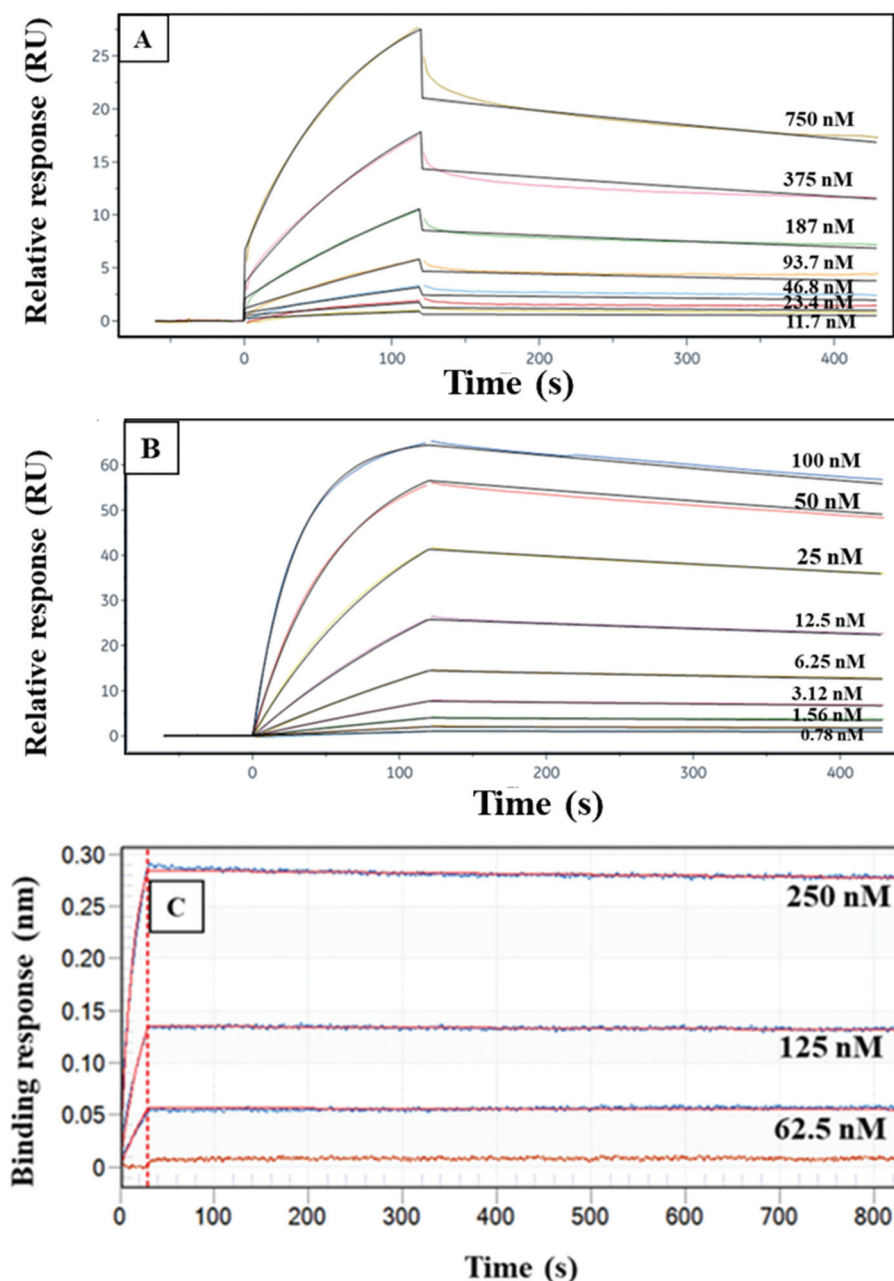 A
Relative response (RU)
25
20
15
10
5
0
750 nM
375 nM
187 nM
93.7 nM
46.8 nM
23.4 nM
11.7 nM
0
100
200
300
400
Time (s)
B
Relative response (RU)
60
50
40
30
20
10
0
100 nM
50 nM
25 nM
12.5 nM
6.25 nM
3.12 nM
1.56 nM
0.78 nM
0
100
200
300
400
Time (s)
C
Binding response (nm)
0.30
0.25
0.20
0.15
0.10
0.05
0
250 nM
125 nM
62.5 nM
0
100
200
300
400
500
600
700
800
Time (s)